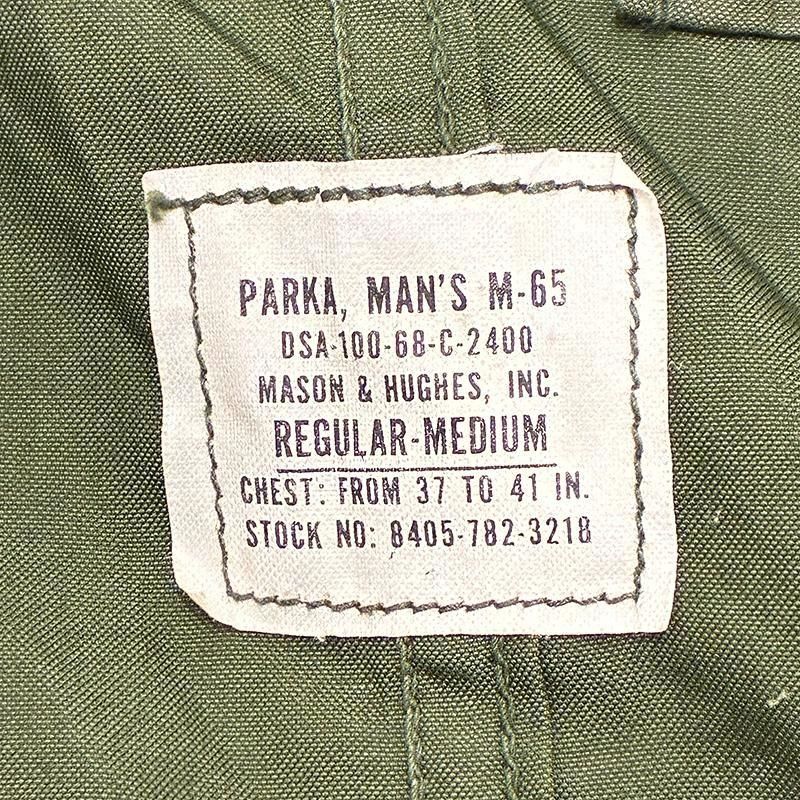 PARKA, MAN'S M-65
DSA-100-68-C-2400
MASON & HUGHES, INC.
REGULAR-MEDIUM
CHEST: FROM 37 TO 41 IN.
STOCK NO: 8405-782-3218